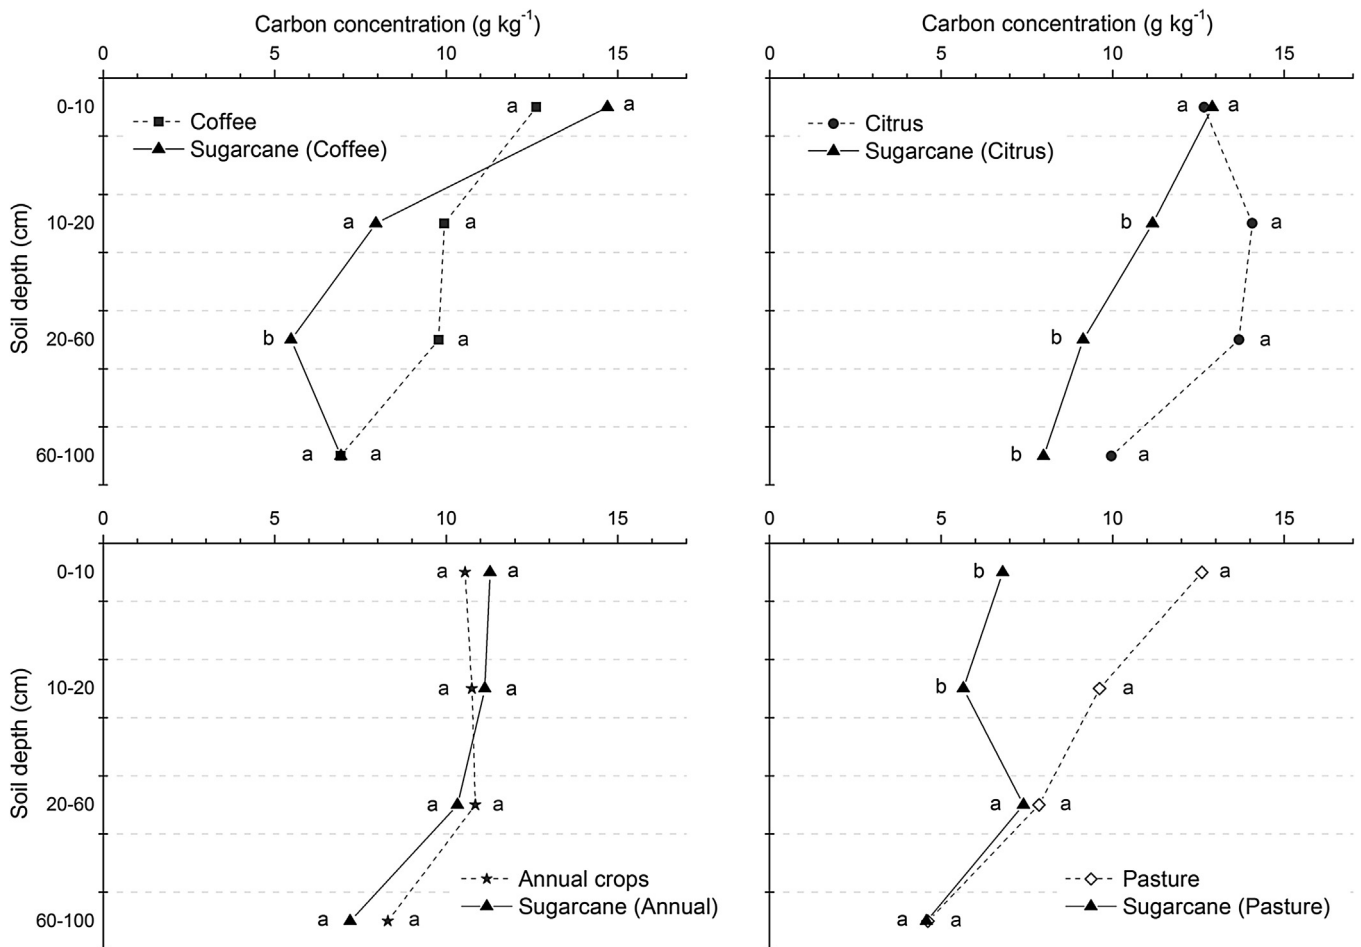 Carbon concentration (g kg⁻¹)
0 5 10 15
Soil depth (cm)
0-10
10-20
20-60
60-100
Coffee
Sugarcane (Coffee)
a a
a a
b a
a a
Carbon concentration (g kg⁻¹)
0 5 10 15
Citrus
Sugarcane (Citrus)
a a
b a
b a
b a
0 5 10 15
Soil depth (cm)
0-10
10-20
20-60
60-100
a a
a a
a a
a a
Annual crops
Sugarcane (Annual)
0 5 10 15
b a
b a
a a
a a
Pasture
Sugarcane (Pasture)